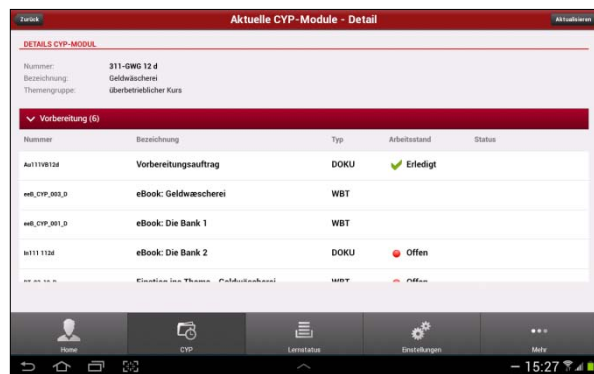 Zurück
Aktuelle CYP-Module - Detail
Aktualisieren
DETAILS CYP-MODUL
Nummer: 311-GWG 12 d
Bezeichnung: Geldwäscherei
Themengruppe: überbetrieblicher Kurs
Vorbereitung (6)
Nummer Bezeichnung Typ Arbeitsstand Status
Au111VB12d Vorbereitungsauftrag DOKU Erledigt
eeB_CYP_003_D eBook: Geldwæscherei WBT
eeB_CYP_001_D eBook: Die Bank 1 WBT
In111 112d eBook: Die Bank 2 DOKU Offen
Einstieg ins Thema - Geldwäscherei WBT Offen
Home CYP Lernstatus Einstellungen Mehr
15:27